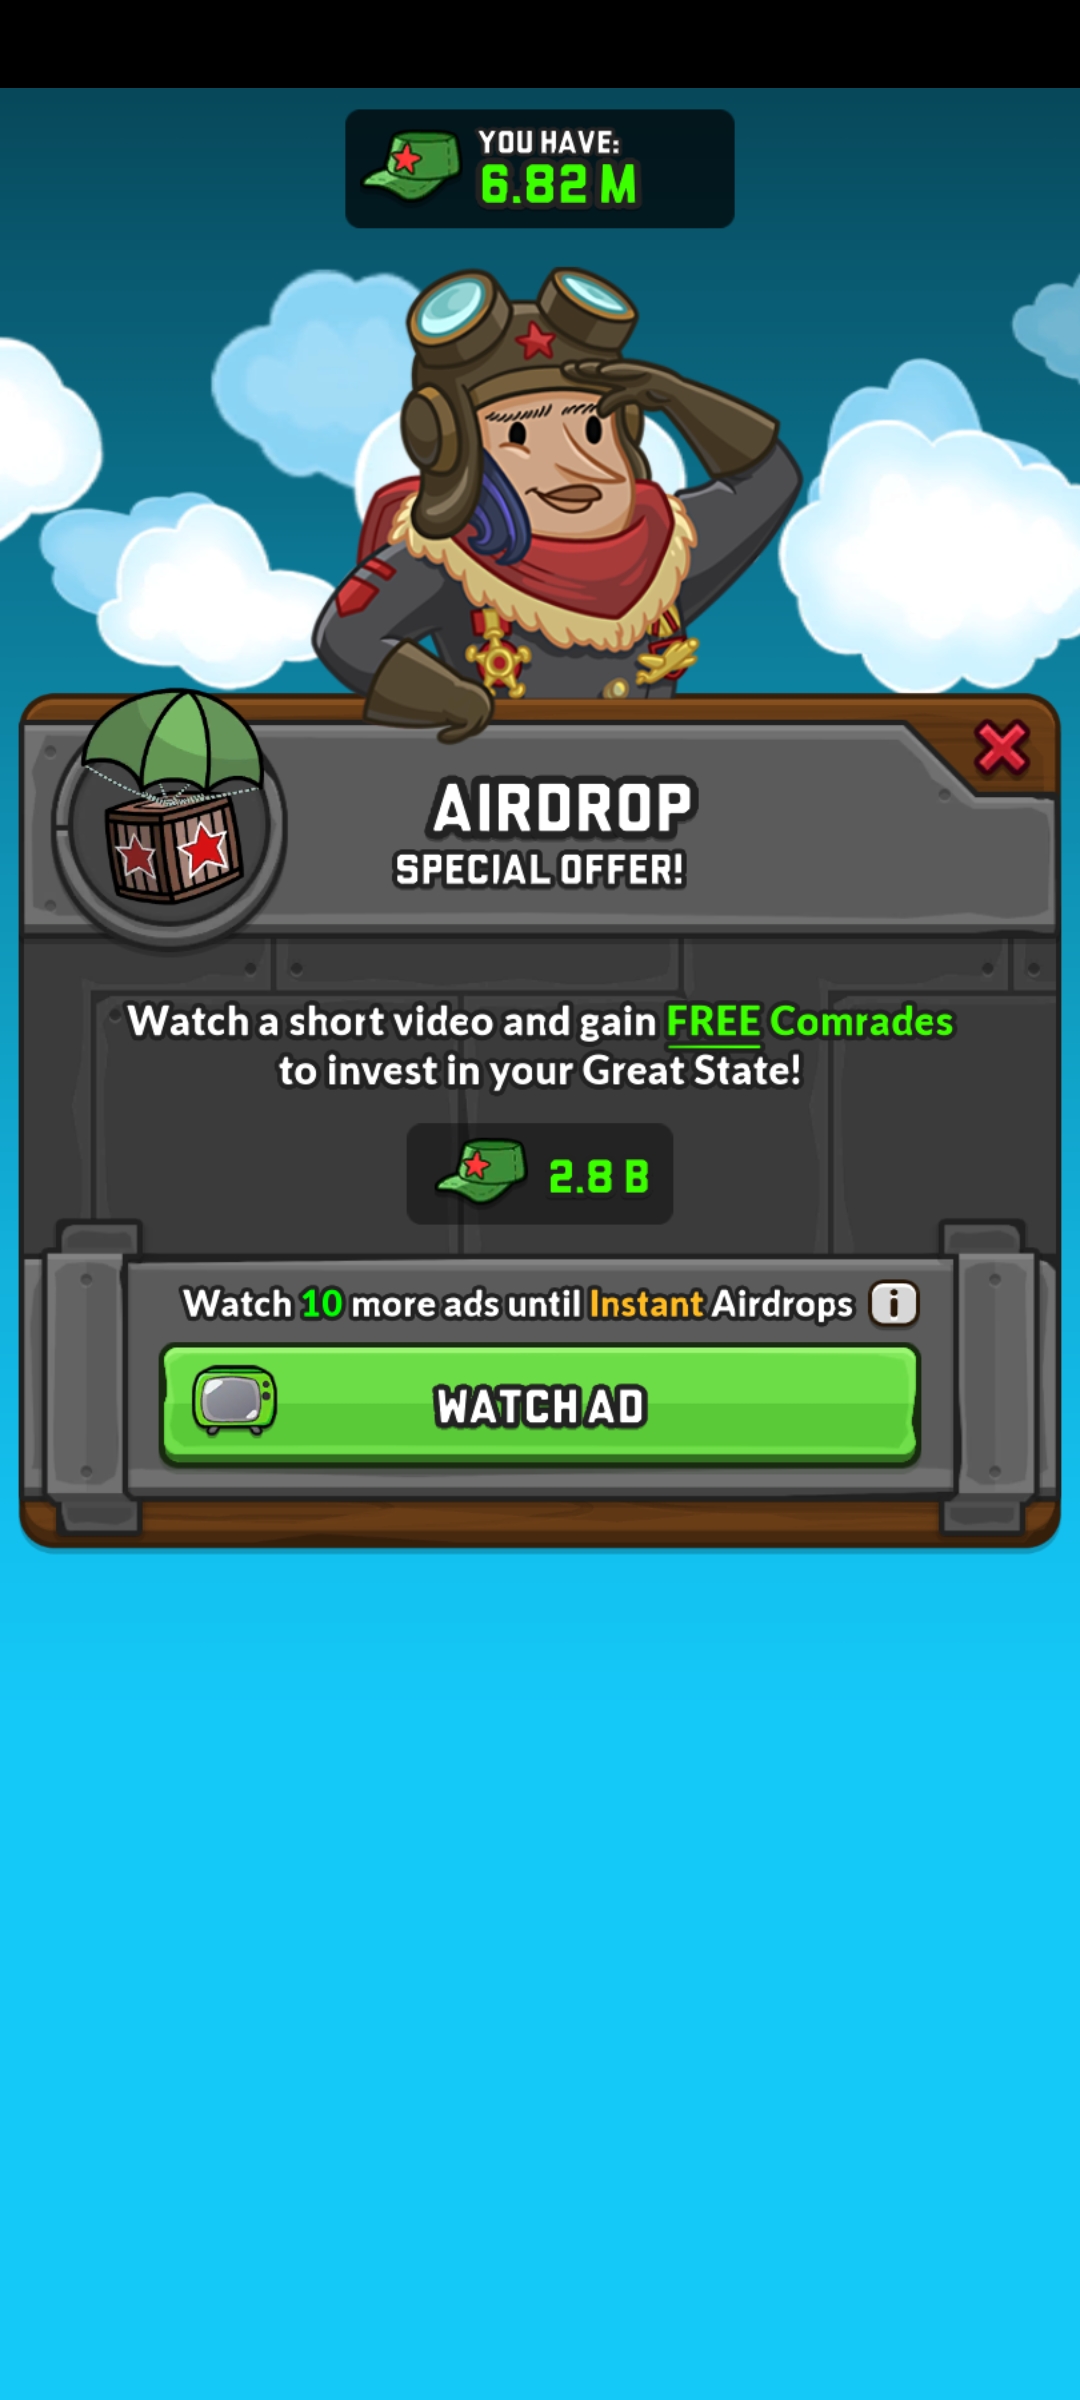 YOU HAVE:
6.82 M
AIRDROP
SPECIAL OFFER!
Watch a short video and gain FREE Comrades
to invest in your Great State!
2.8 B
Watch 10 more ads until Instant Airdrops i
WATCH AD